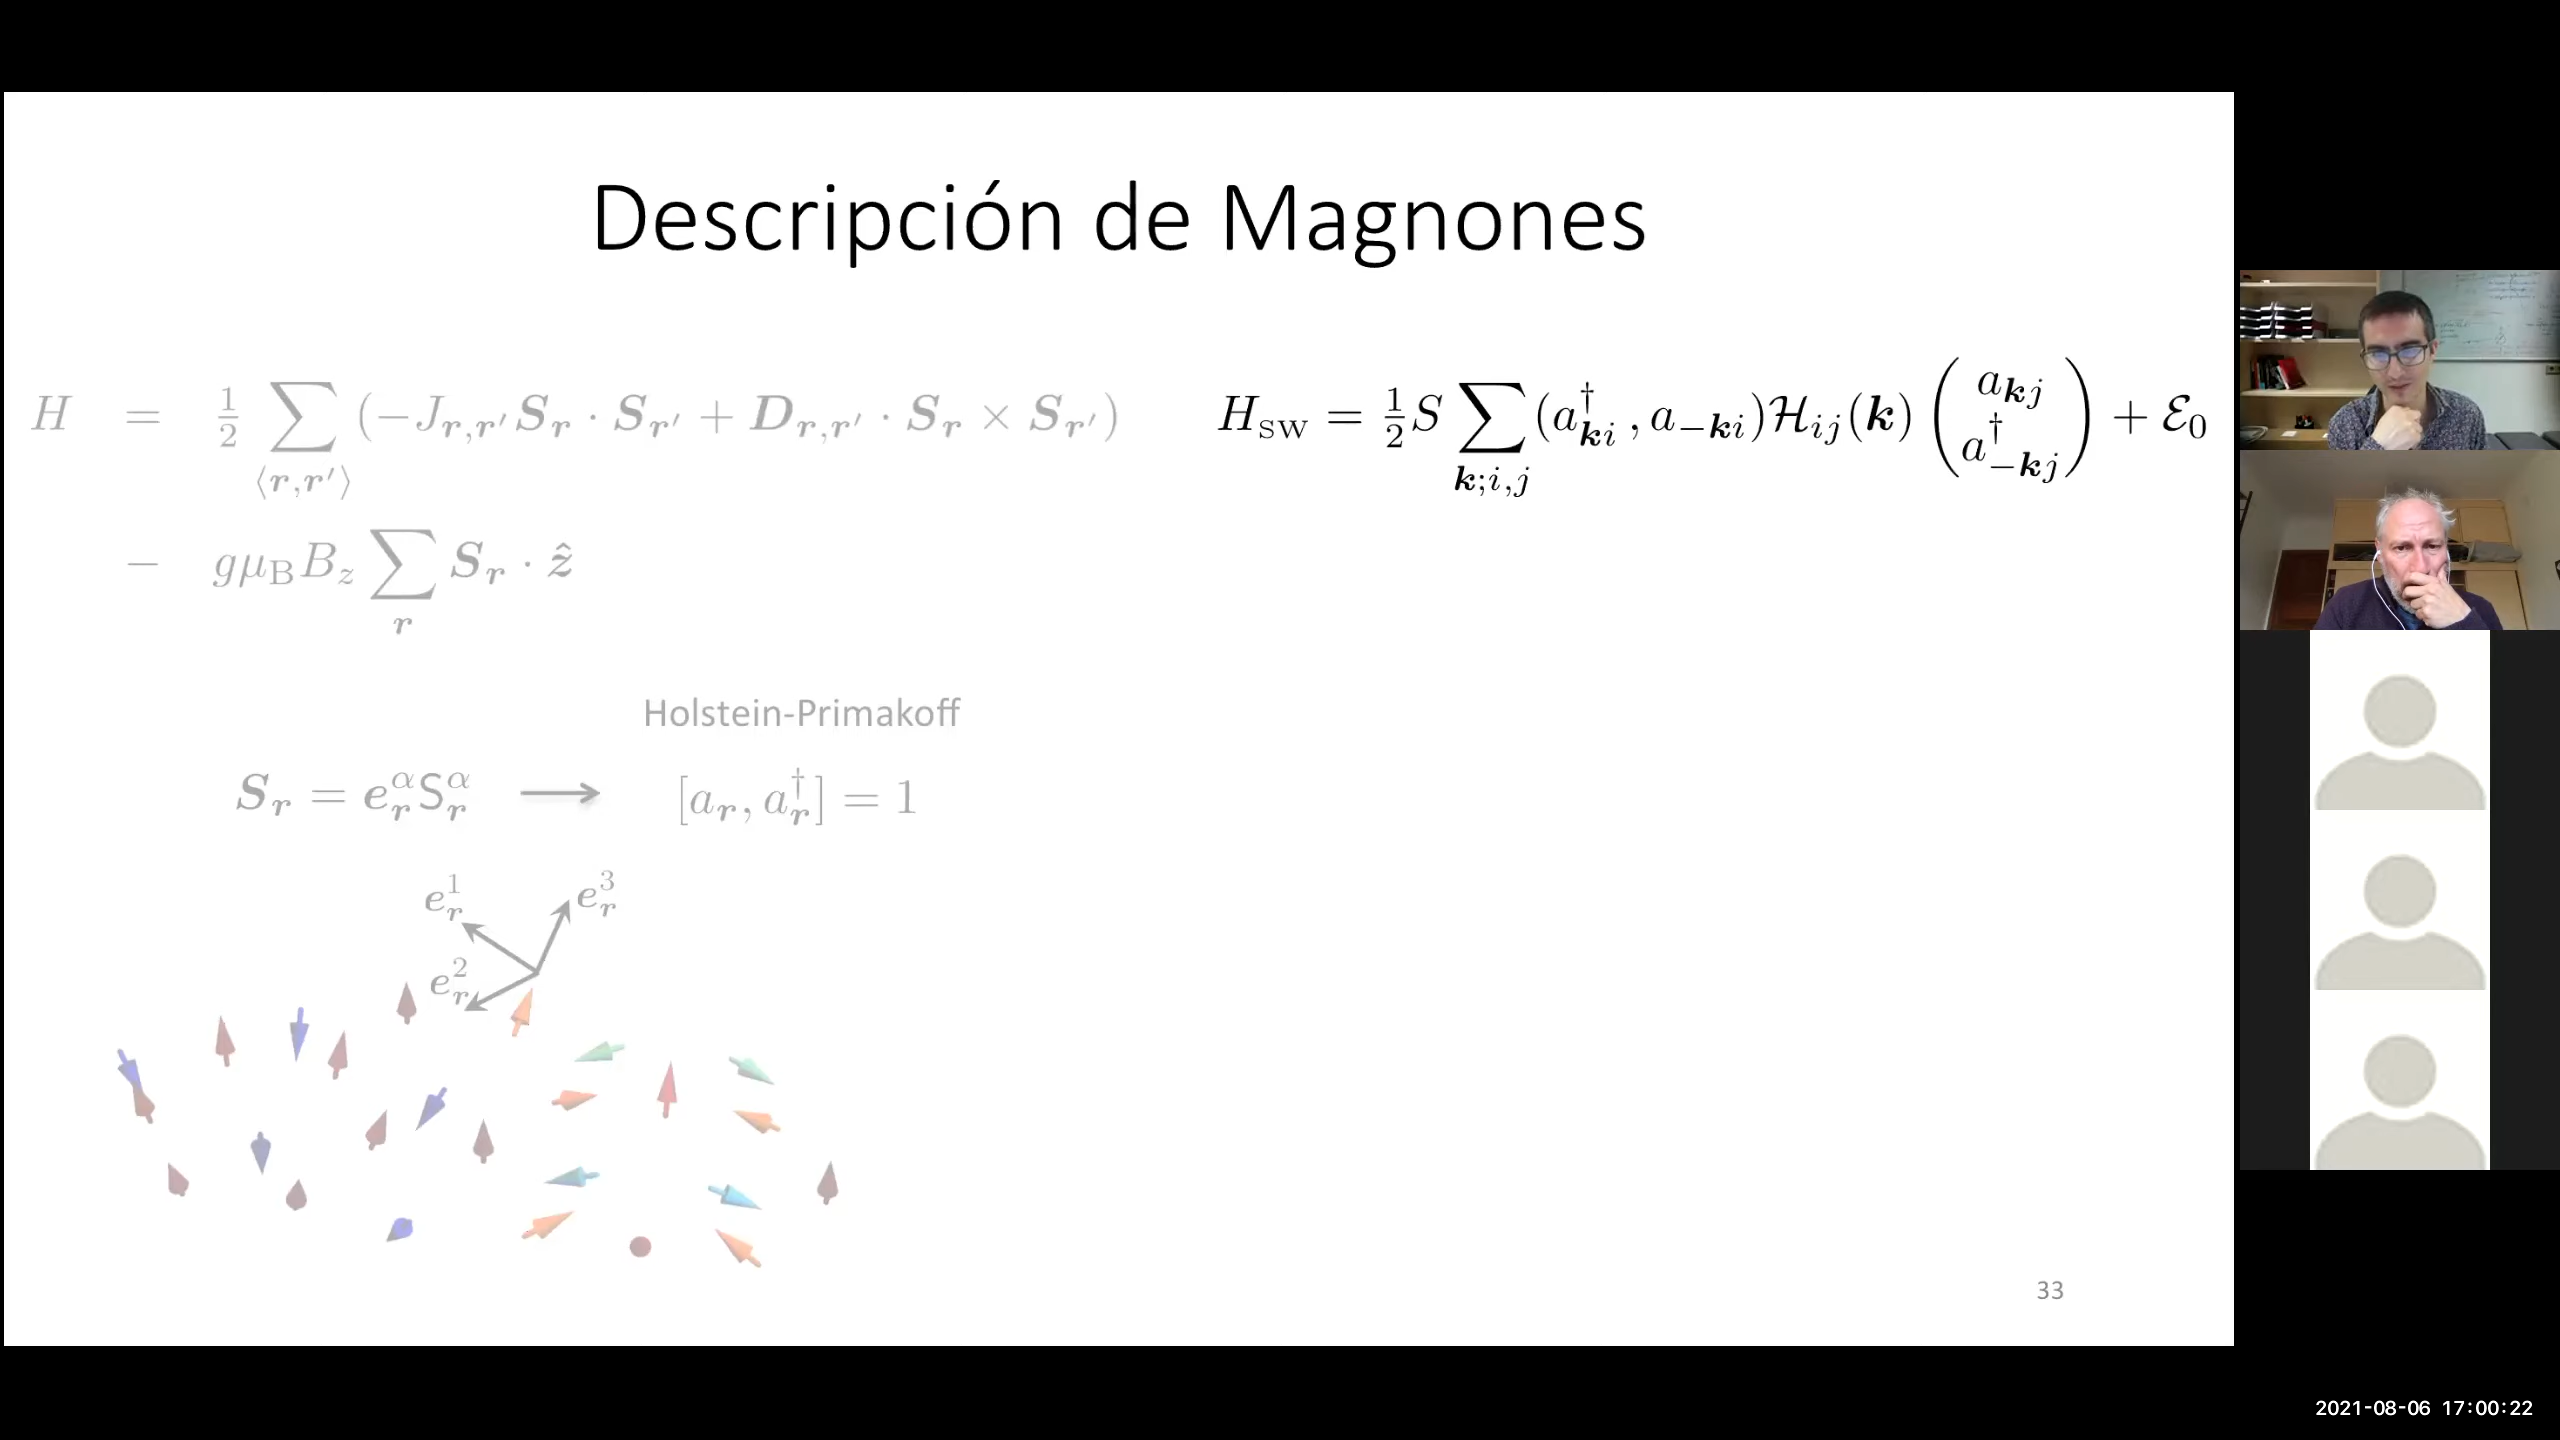 Descripción de Magnones
H = ½ ∑⟨r,r′⟩ (−J_{r,r′} S_r · S_{r′} + D_{r,r′} · S_r × S_{r′})
− gμ_B B_z ∑_r S_r · ẑ
H_SW = ½ S ∑_{k;i,j} (a†_{ki}, a_{−ki}) ℋ_{ij}(k) (a_{kj} a†_{−kj}) + ℰ_0
Holstein-Primakoff
S_r = e^α_r S^α_r ⟶ [a_r, a†_r] = 1
e^1_r e^3_r
e^2_r
33
2021-08-06 17:00:22